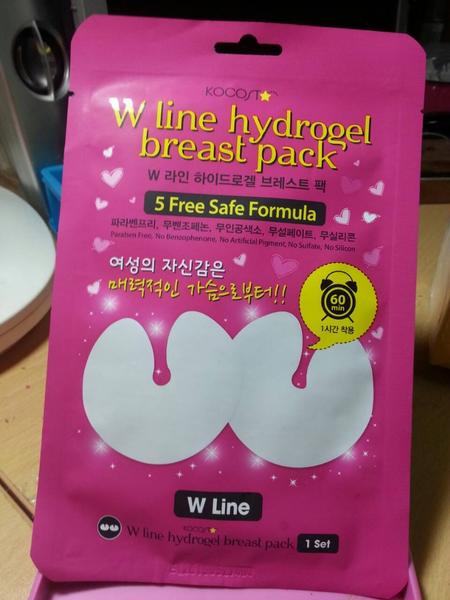 KOCOST★
W line hydrogel
breast pack
W 라인 하이드로겔 브레스트 팩
5 Free Safe Formula
파라벤프리, 무벤조페논, 무인공색소, 무설페이트, 무실리콘
Paraben Free, No Benzophenone, No Artificial Pigment, No Sulfate, No Silicon
여성의 자신감은
매력적인 가슴으로부터!!
60
min
1시간 착용
W Line
KOCOST★
W line hydrogel breast pack 1 Set